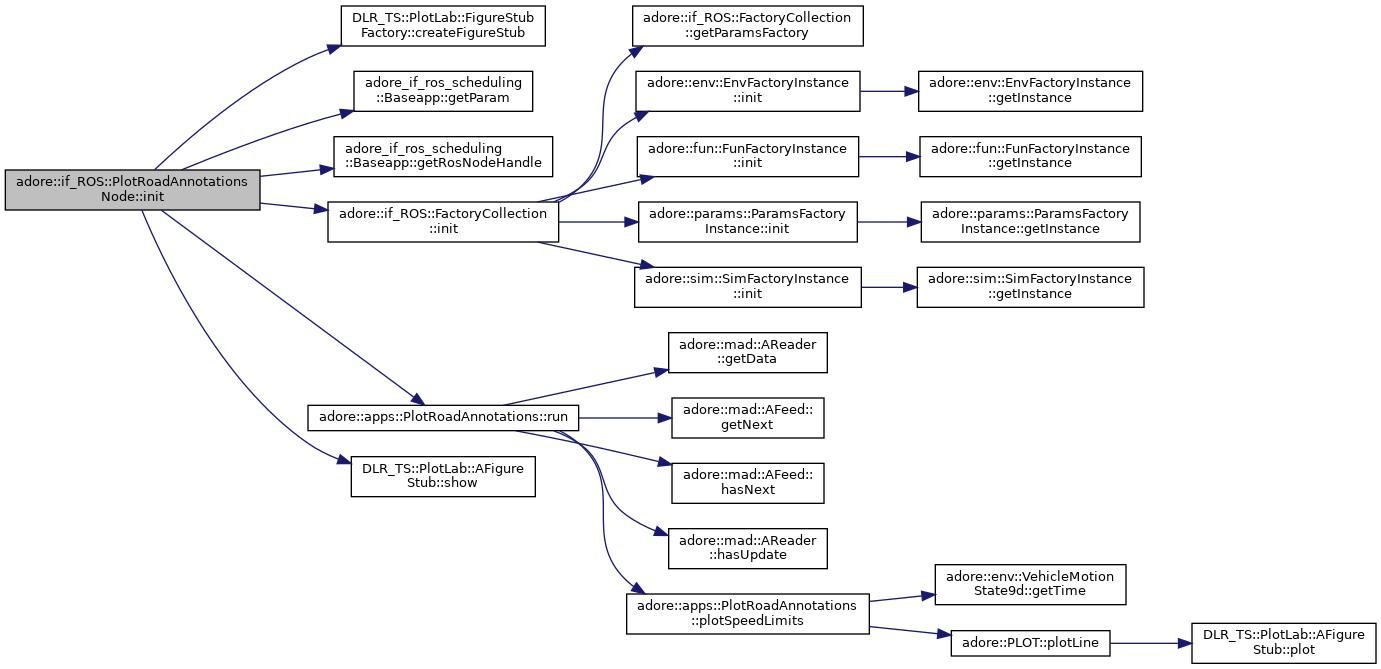 adore::if_ROS::PlotRoadAnnotations
Node::init
DLR_TS::PlotLab::FigureStub
Factory::createFigureStub
adore_if_ros_scheduling
::Baseapp::getParam
adore_if_ros_scheduling
::Baseapp::getRosNodeHandle
adore::if_ROS::FactoryCollection
::init
adore::if_ROS::FactoryCollection
::getParamsFactory
adore::env::EnvFactoryInstance
::init
adore::env::EnvFactoryInstance
::getInstance
adore::fun::FunFactoryInstance
::init
adore::fun::FunFactoryInstance
::getInstance
adore::params::ParamsFactory
Instance::init
adore::params::ParamsFactory
Instance::getInstance
adore::sim::SimFactoryInstance
::init
adore::sim::SimFactoryInstance
::getInstance
adore::apps::PlotRoadAnnotations::run
adore::mad::AReader
::getData
adore::mad::AFeed::
getNext
adore::mad::AFeed::
hasNext
adore::mad::AReader
::hasUpdate
adore::apps::PlotRoadAnnotations
::plotSpeedLimits
adore::env::VehicleMotion
State9d::getTime
adore::PLOT::plotLine
DLR_TS::PlotLab::AFigure
Stub::plot
DLR_TS::PlotLab::AFigure
Stub::show